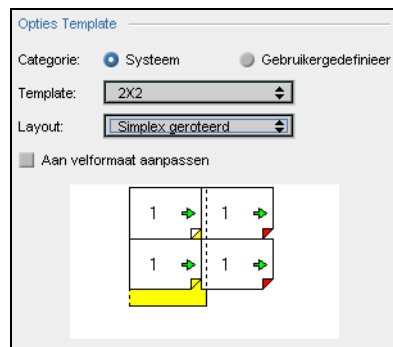 Opties Template
Categorie: Systeem Gebruikergedefinieer
Template: 2X2
Layout: Simplex geroteerd
Aan velformaat aanpassen
1 1
1 1